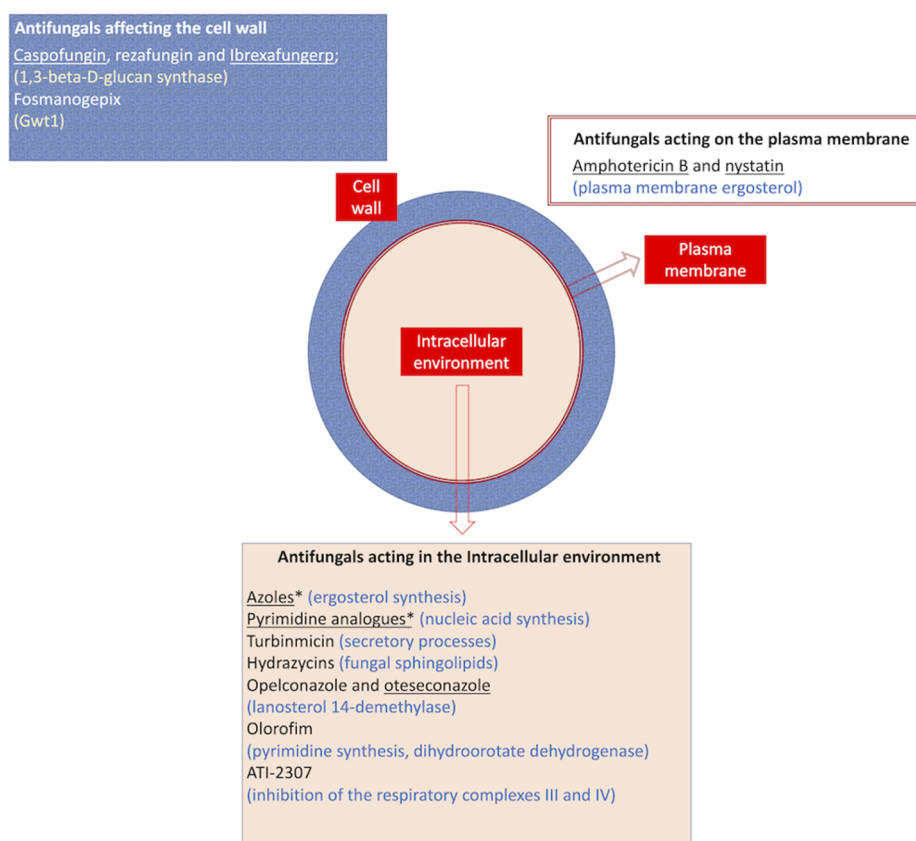 Antifungals affecting the cell wall
Caspofungin, rezafungin and Ibrexafungerp;
(1,3-beta-D-glucan synthase)
Fosmanogepix
(Gwt1)
Antifungals acting on the plasma membrane
Amphotericin B and nystatin
(plasma membrane ergosterol)
Cell
wall
Plasma
membrane
Intracellular
environment
Antifungals acting in the Intracellular environment
Azoles* (ergosterol synthesis)
Pyrimidine analogues* (nucleic acid synthesis)
Turbinmicin (secretory processes)
Hydrazycins (fungal sphingolipids)
Opelconazole and oteseconazole
(lanosterol 14-demethylase)
Olorofim
(pyrimidine synthesis, dihydroorotate dehydrogenase)
ATI-2307
(inhibition of the respiratory complexes III and IV)